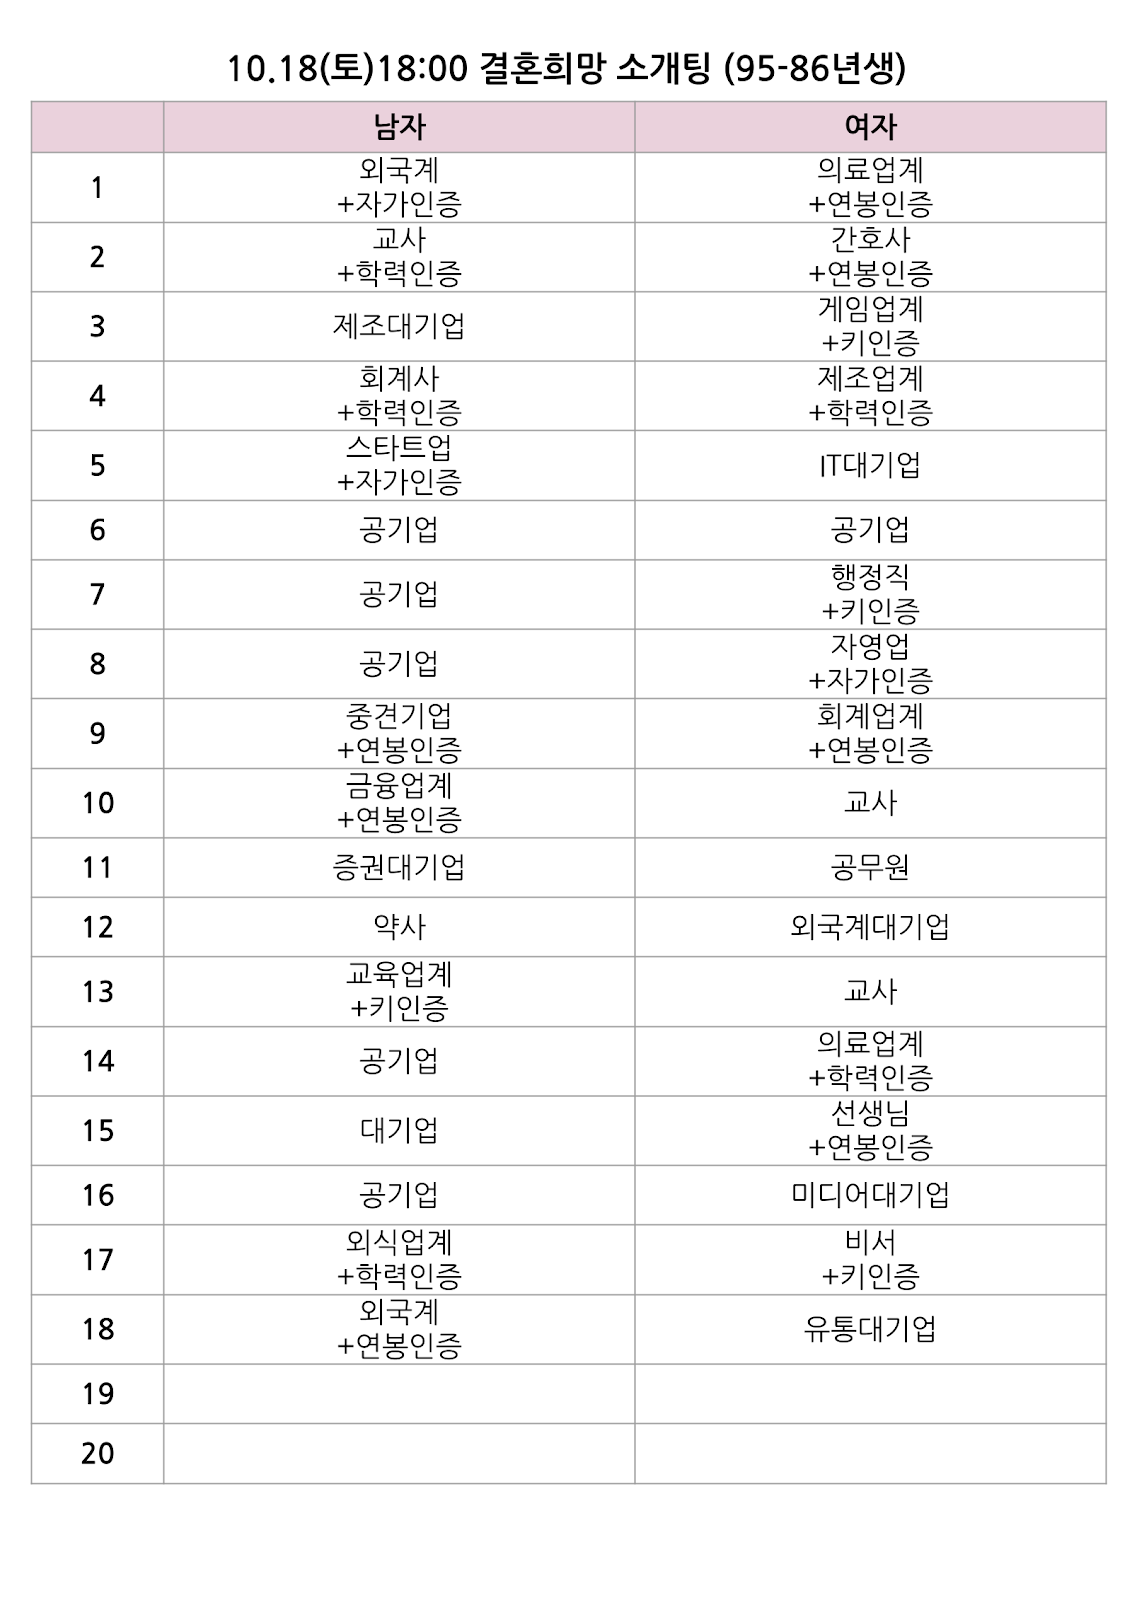 10.18(토)18:00 결혼희망 소개팅 (95-86년생)
남자 여자
1 외국계 +자가인증 의료업계 +연봉인증
2 교사 +학력인증 간호사 +연봉인증
3 제조대기업 게임업계 +키인증
4 회계사 +학력인증 제조업계 +학력인증
5 스타트업 +자가인증 IT대기업
6 공기업 공기업
7 공기업 행정직 +키인증
8 공기업 자영업 +자가인증
9 중견기업 +연봉인증 회계업계 +연봉인증
10 금융업계 +연봉인증 교사
11 증권대기업 공무원
12 약사 외국계대기업
13 교육업계 +키인증 교사
14 공기업 의료업계 +학력인증
15 대기업 선생님 +연봉인증
16 공기업 미디어대기업
17 외식업계 +학력인증 비서 +키인증
18 외국계 +연봉인증 유통대기업
19
20